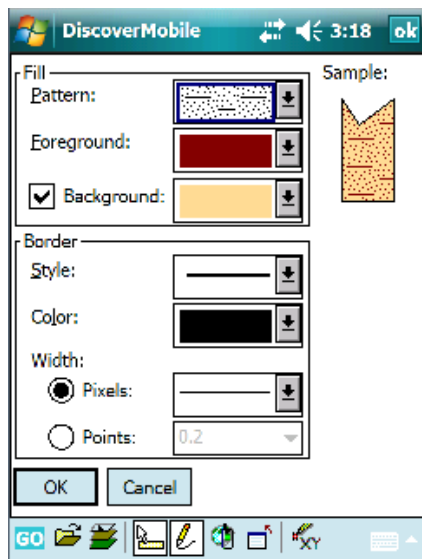 DiscoverMobile 3:18 ok
Fill
Sample:
Pattern:
Foreground:
Background:
Border
Style:
Color:
Width:
Pixels:
Points: 0.2
OK Cancel
GO XY